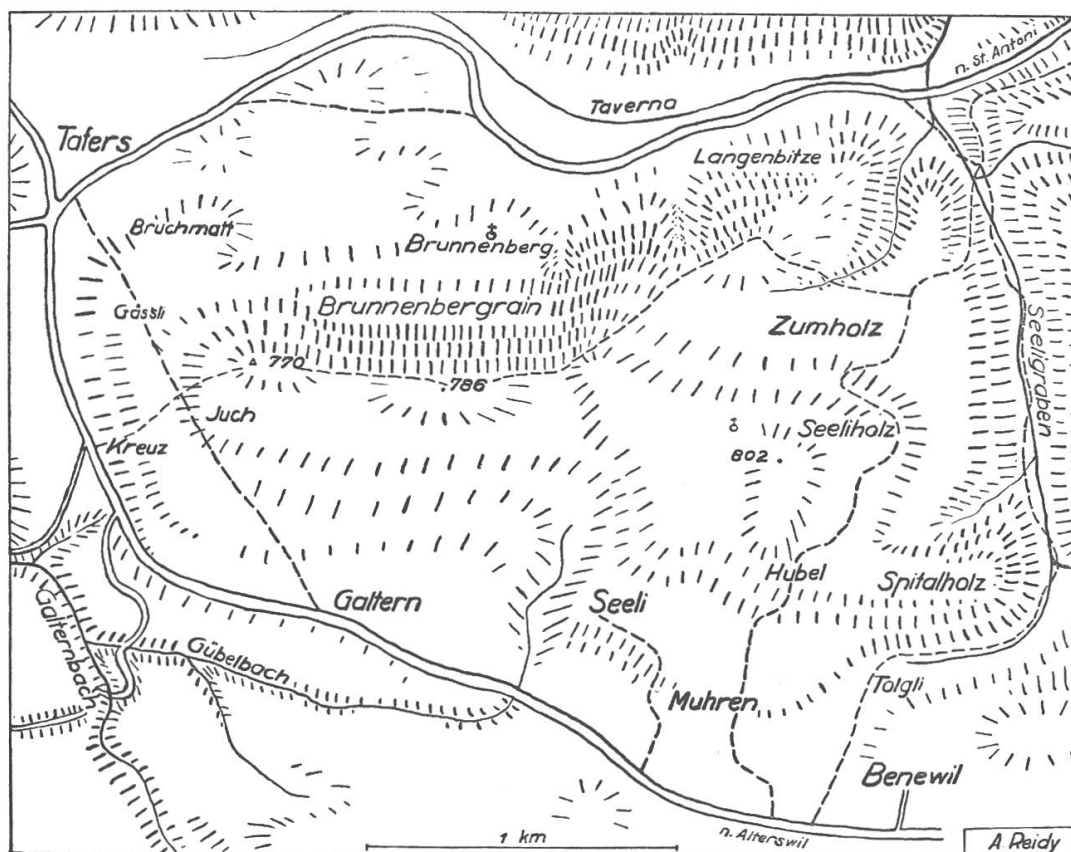 n. St. Antoni
Taverna
Tafers
Langenbitze
Bruchmatt
Brunnenberg
Gässli
Brunnenbergrain
Zumholz
Seeligraben
770
786
Juch
Seeliholz
Kreuz
802
Hubel
Spitalholz
Galtern
Seeli
Galternbach
Gübelbach
Tolgli
Muhren
Benewil
1 km
n. Alterswil
A. Reidy